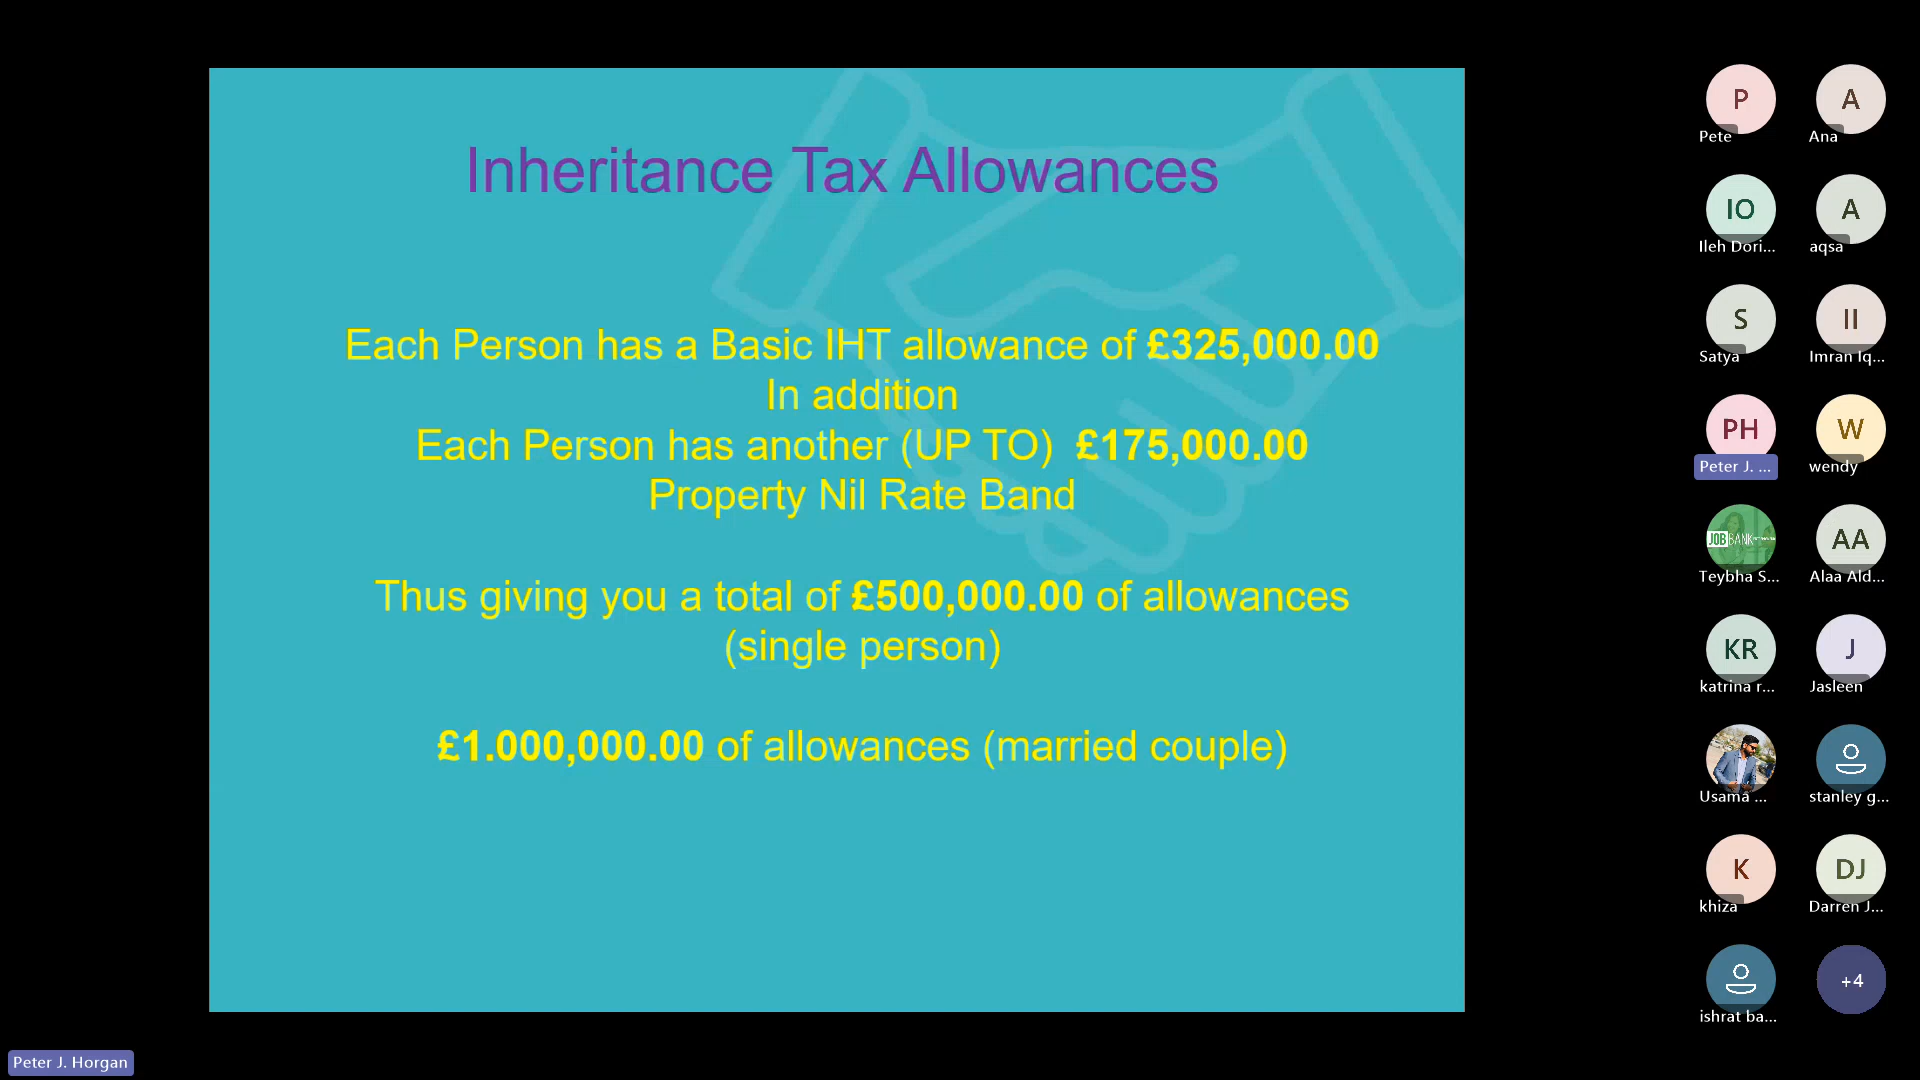 Inheritance Tax Allowances
Each Person has a Basic IHT allowance of £325,000.00
In addition
Each Person has another (UP TO) £175,000.00
Property Nil Rate Band
Thus giving you a total of £500,000.00 of allowances
(single person)
£1.000,000.00 of allowances (married couple)
P
Pete
A
Ana
IO
Ileh Dori...
A
aqsa
S
Satya
II
Imran Iq...
PH
Peter J. ...
W
wendy
JOB BANK
Teybha S...
AA
Alaa Ald...
KR
katrina r...
J
Jasleen
Usama ...
stanley g...
K
khiza
DJ
Darren J...
ishrat ba...
+4
Peter J. Horgan